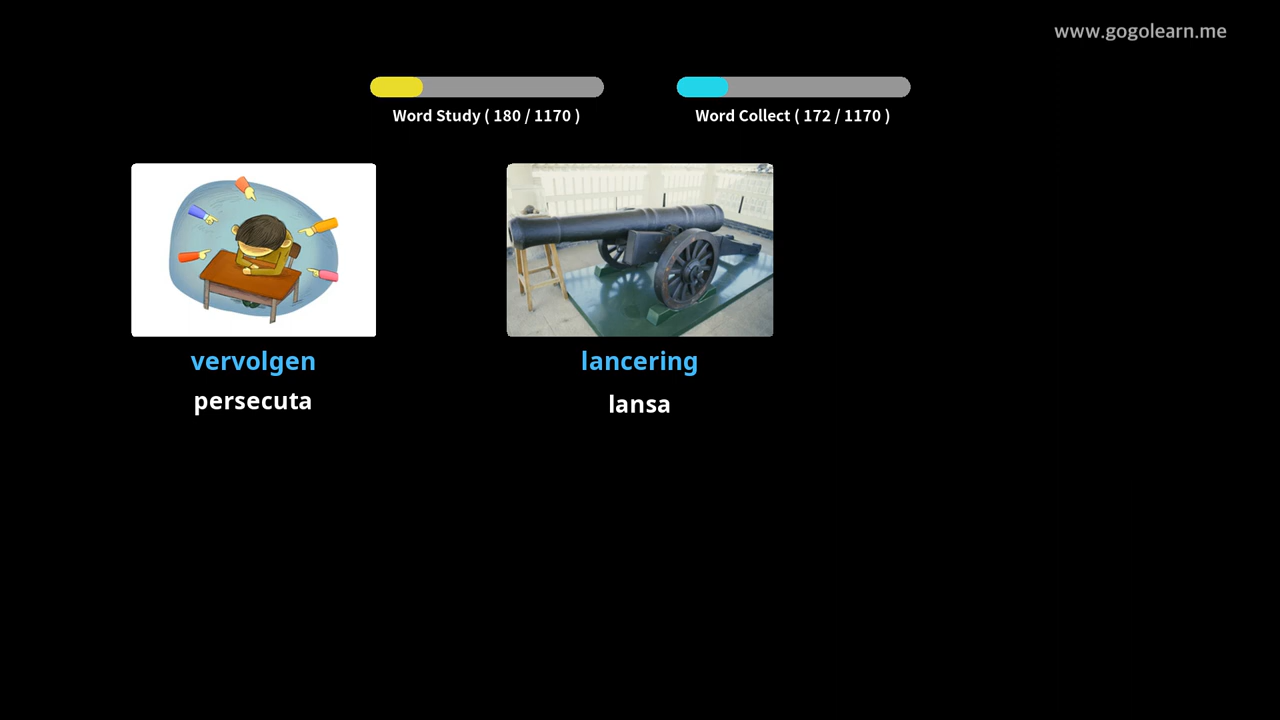 www.gogolearn.me
Word Study ( 180 / 1170 )
Word Collect ( 172 / 1170 )
vervolgen
persecuta
lancering
lansa